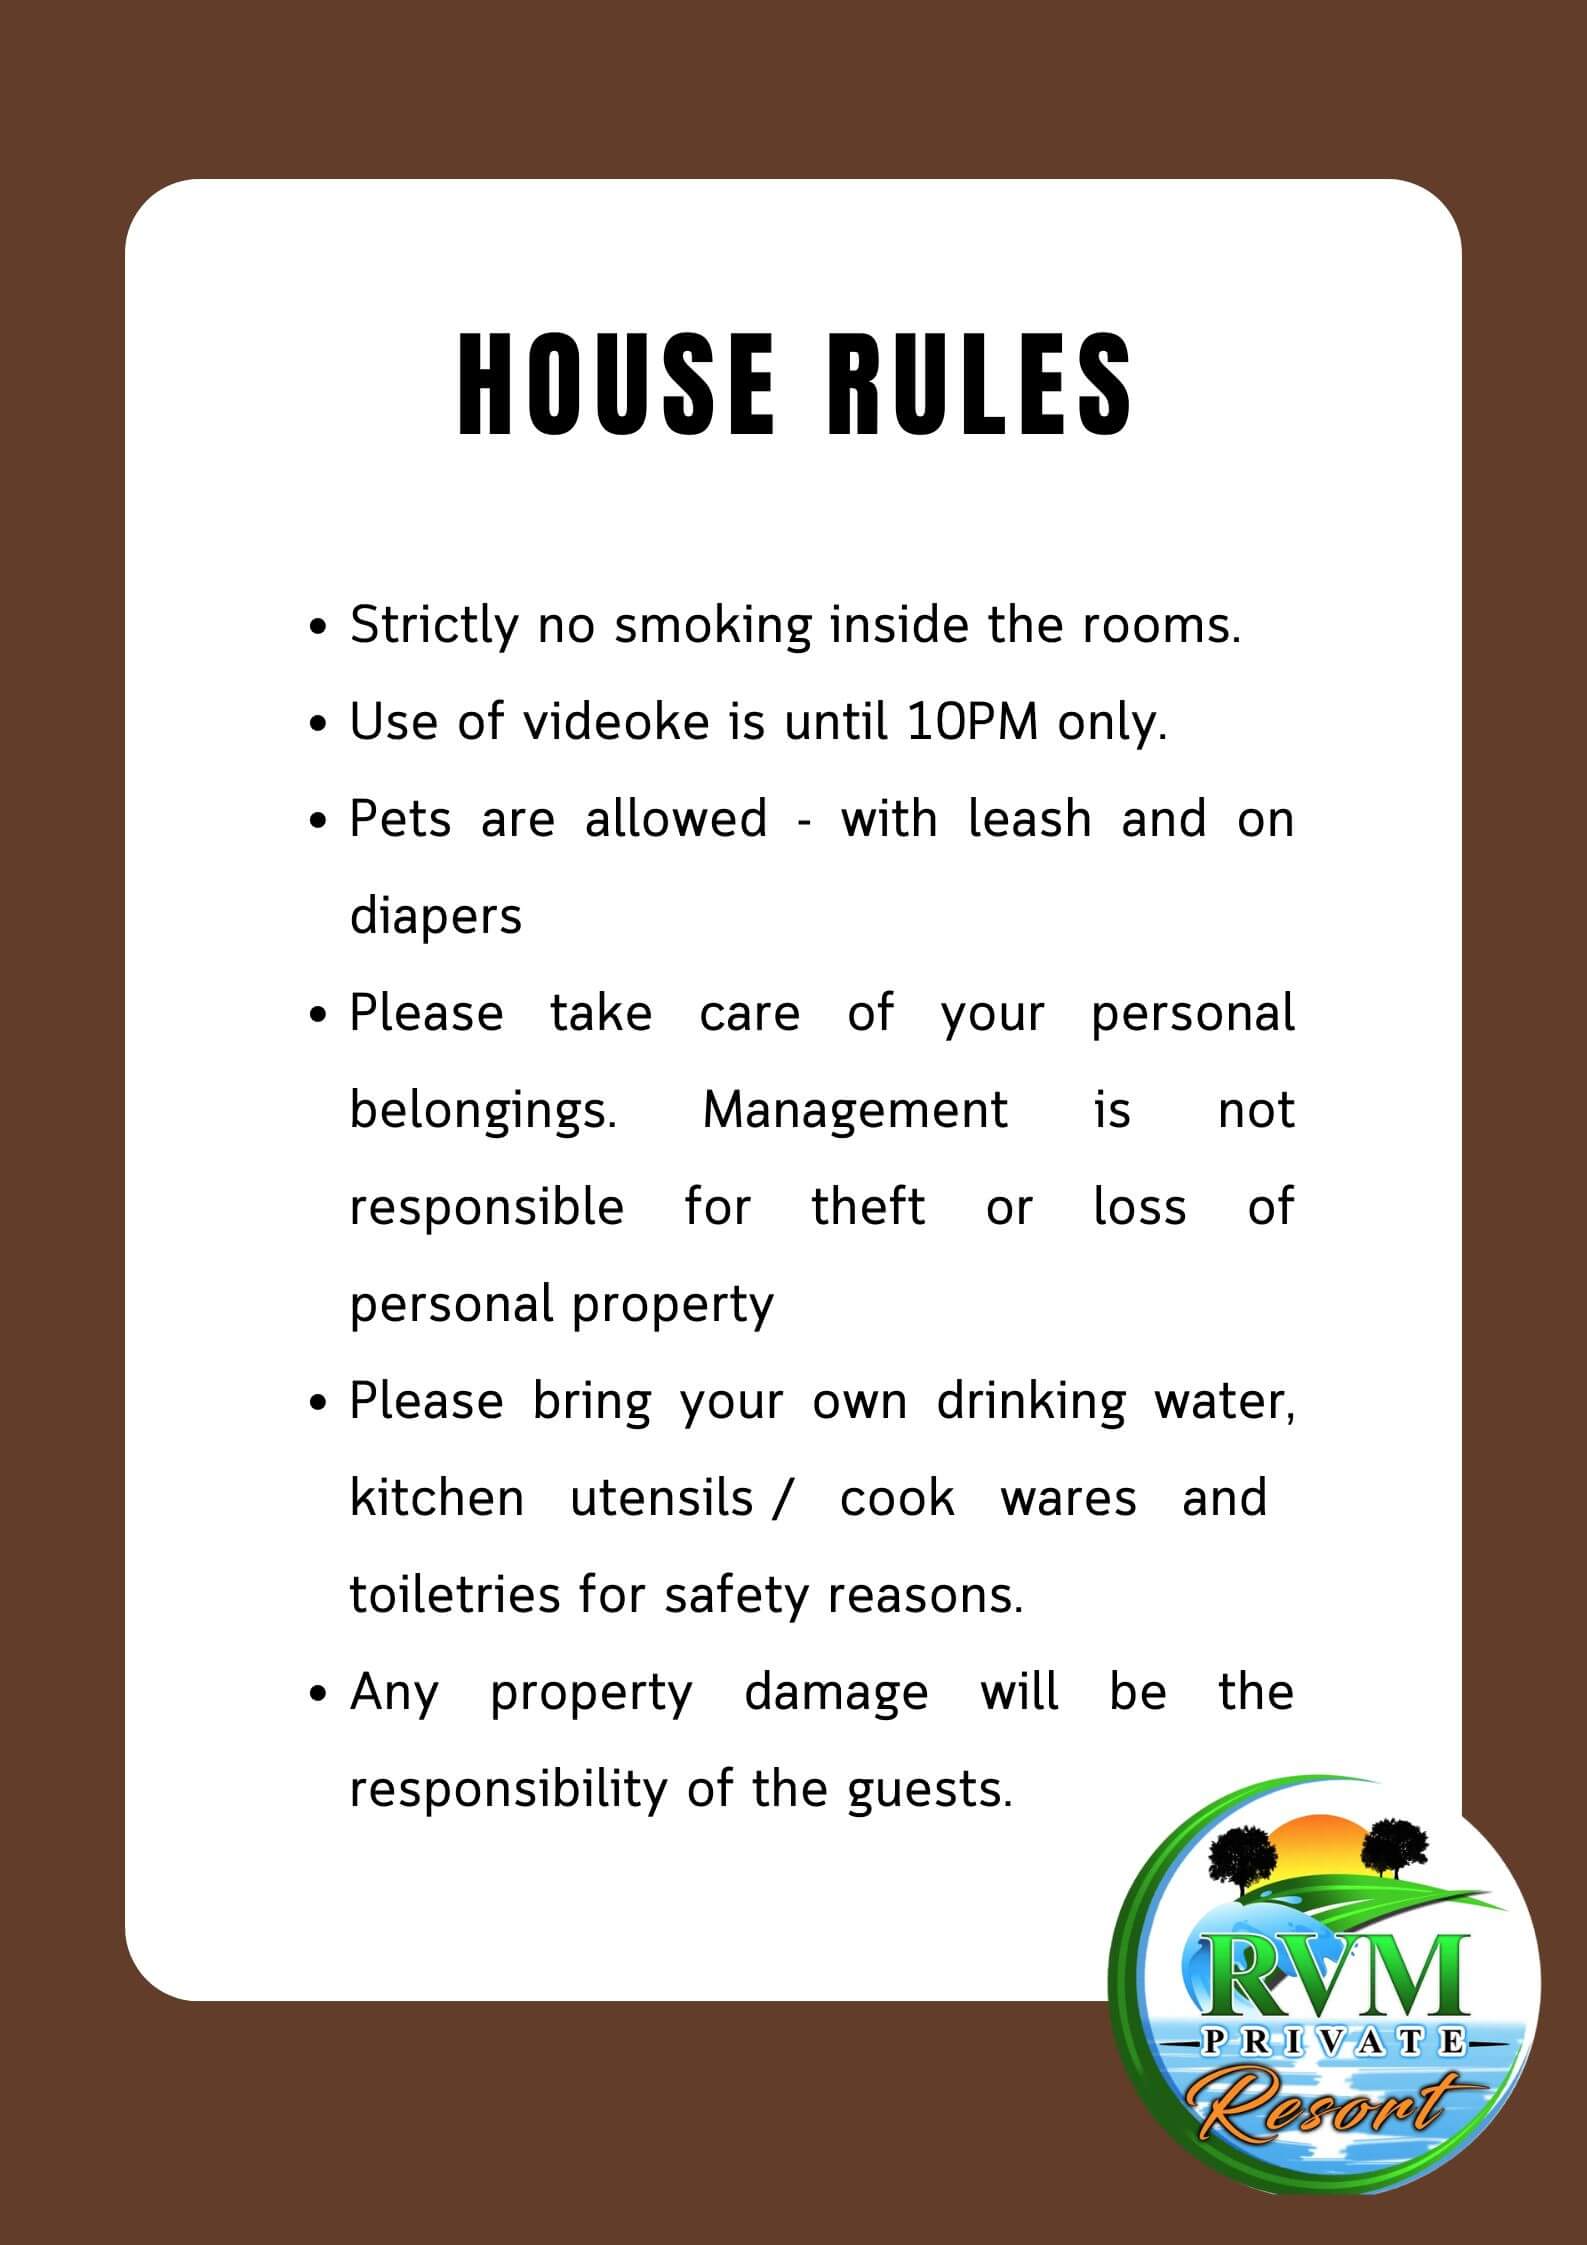 HOUSE RULES
• Strictly no smoking inside the rooms.
• Use of videoke is until 10PM only.
• Pets are allowed - with leash and on
diapers
• Please take care of your personal
belongings. Management is not
responsible for theft or loss of
personal property
• Please bring your own drinking water,
kitchen utensils / cook wares and
toiletries for safety reasons.
• Any property damage will be the
responsibility of the guests.
RVM
PRIVATE
Resort